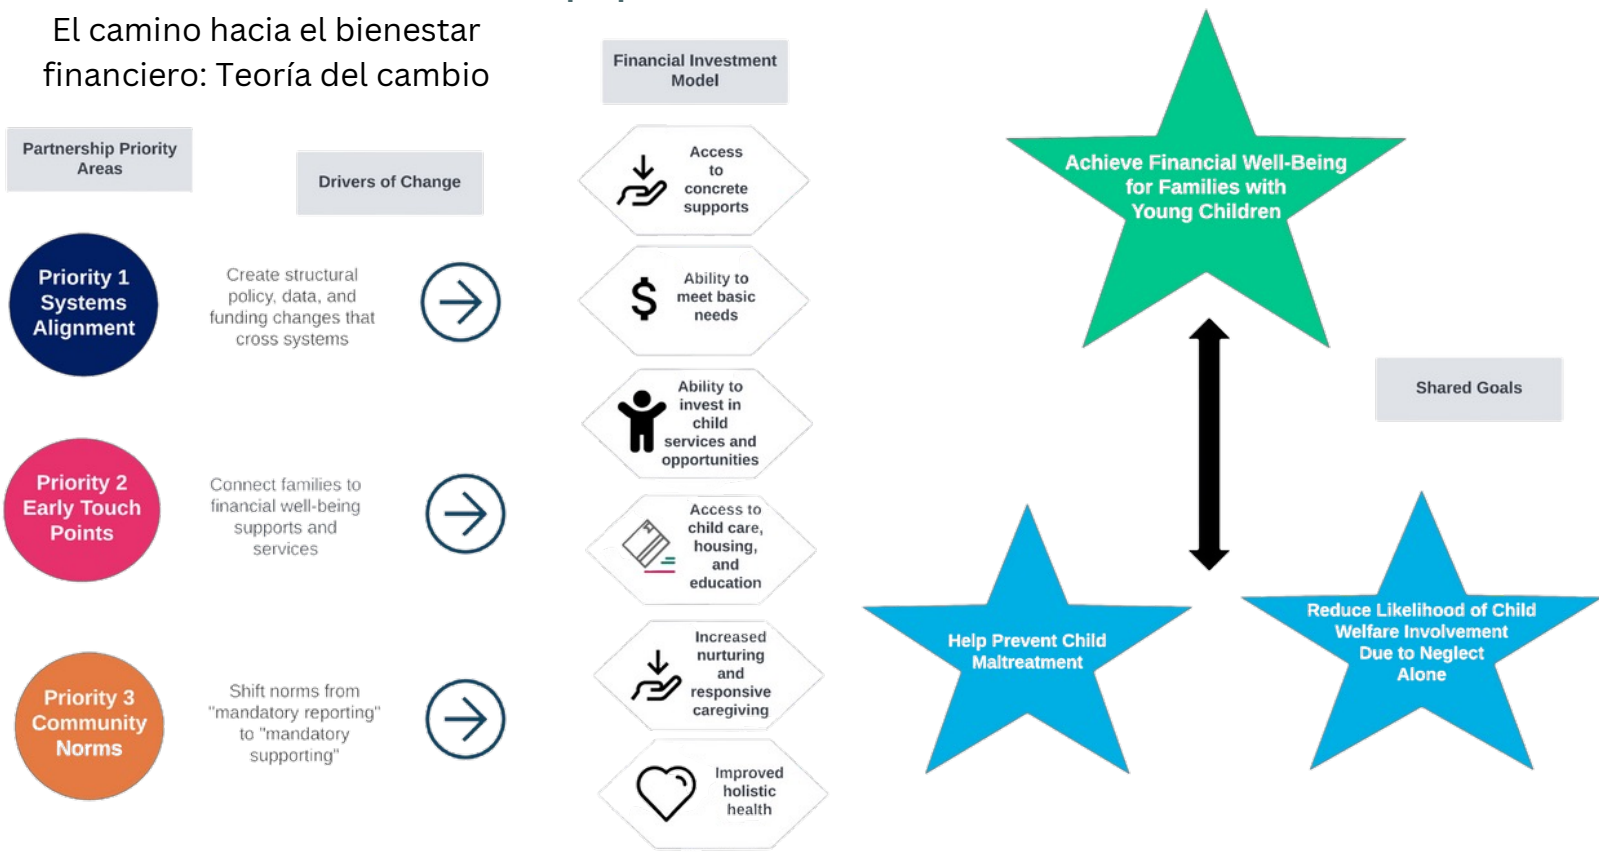 El camino hacia el bienestar
financiero: Teoría del cambio
Partnership Priority
Areas
Drivers of Change
Financial Investment
Model
Priority 1
Systems
Alignment
Create structural
policy, data, and
funding changes that
cross systems
Priority 2
Early Touch
Points
Connect families to
financial well-being
supports and
services
Priority 3
Community
Norms
Shift norms from
"mandatory reporting"
to "mandatory
supporting"
Access
to
concrete
supports
$
Ability to
meet basic
needs
Ability to
invest in
child
services and
opportunities
Access to
child care,
housing,
and
education
Increased
nurturing
and
responsive
caregiving
Improved
holistic
health
Achieve Financial Well-Being
for Families with
Young Children
Shared Goals
Help Prevent Child
Maltreatment
Reduce Likelihood of Child
Welfare Involvement
Due to Neglect
Alone